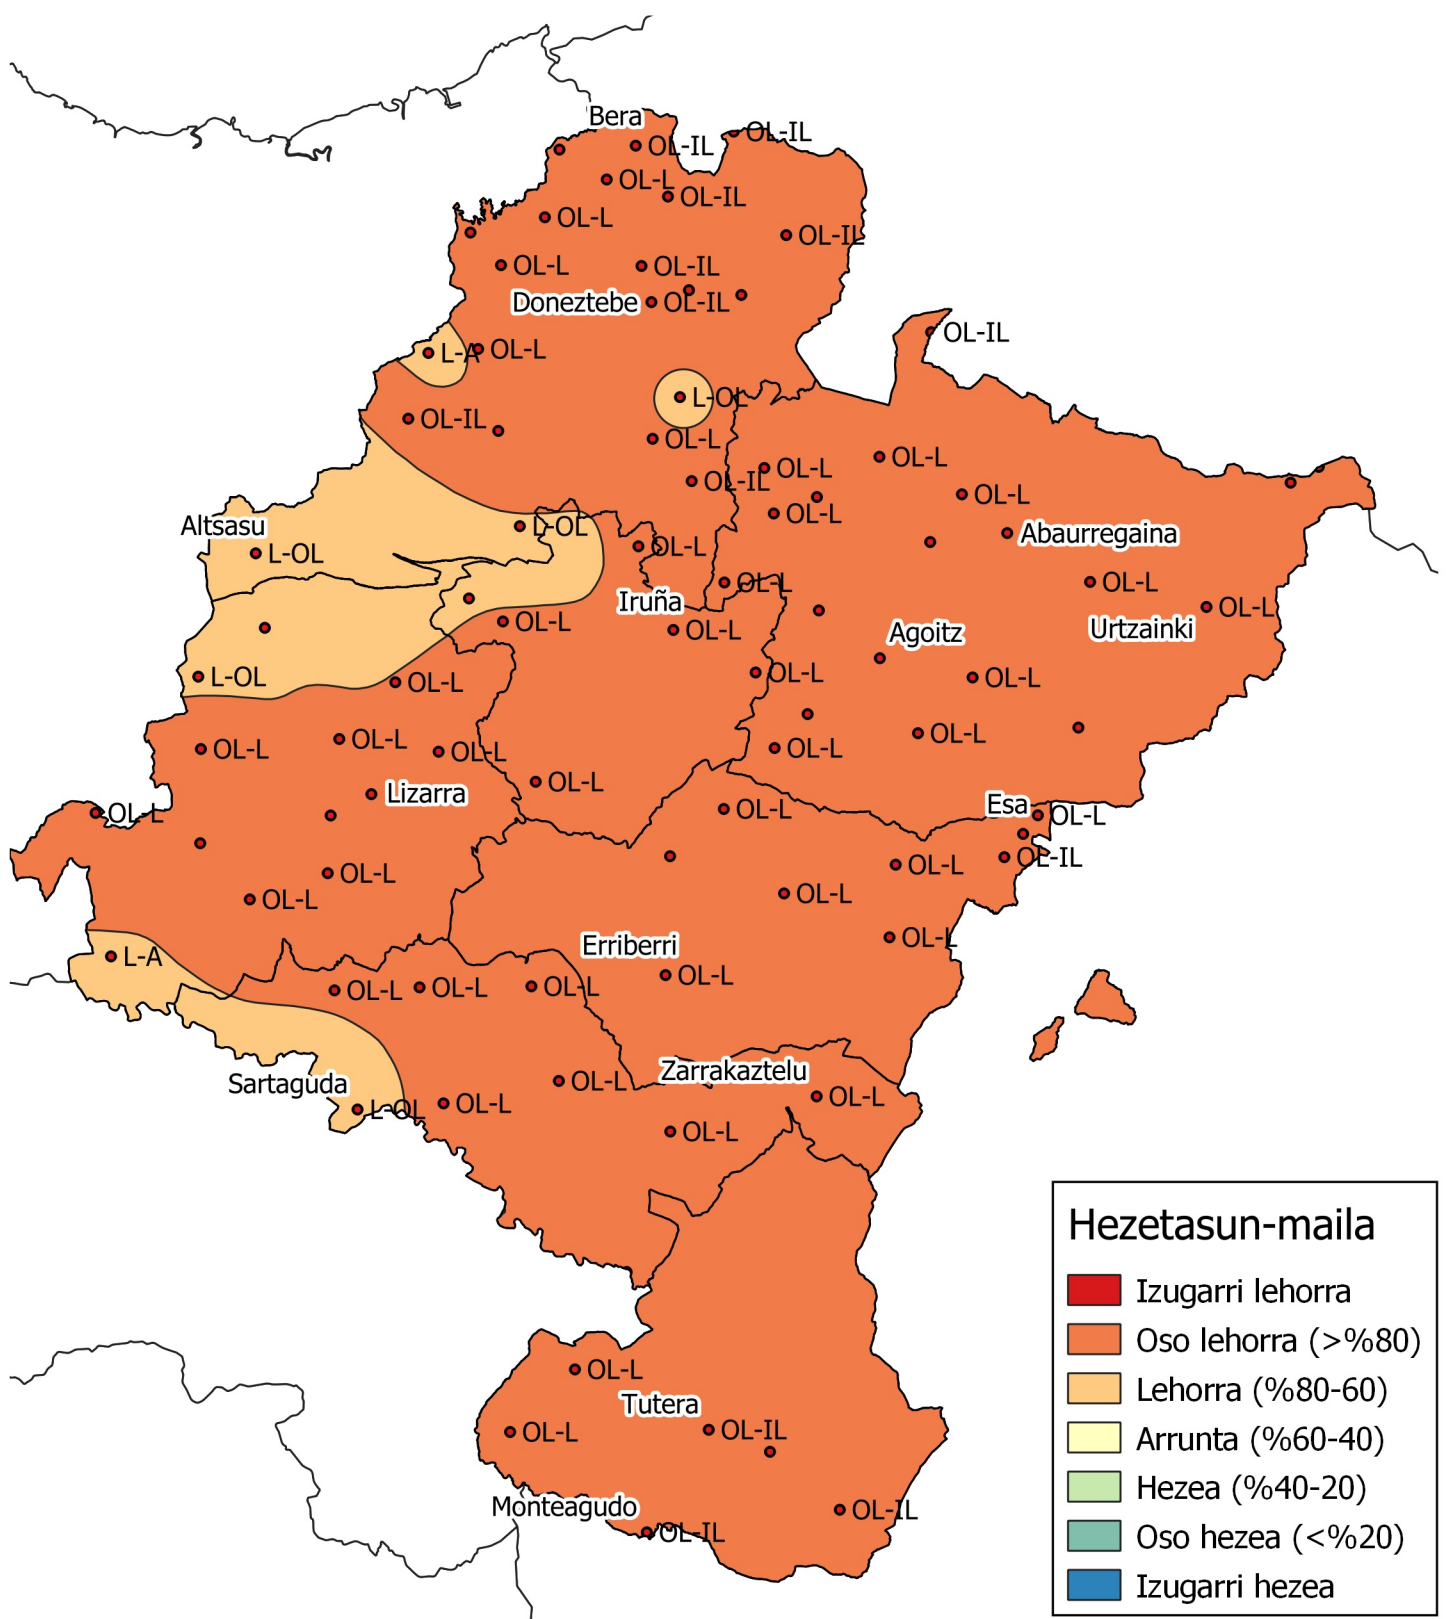 Bera
OL-IL
OL-IL
OL-L
OL-IL
OL-L
OL-IL
OL-L
OL-IL
Doneztebe
OL-IL
OL-IL
L-A
OL-L
L-OL
OL-IL
OL-L
OL-L
OL-L
OL-IL
OL-L
OL-L
Altsasu
L-OL
L-OL
OL-L
Abaurregaina
OL-L
OL-L
Iruña
OL-L
OL-L
OL-L
Agoitz
Urtzainki
L-OL
OL-L
OL-L
OL-L
OL-L
OL-L
OL-L
OL-L
OL-L
OL-L
Lizarra
Esa
OL-L
OL-L
OL-L
OL-IL
OL-L
OL-L
OL-L
OL-L
OL-L
Erriberri
L-A
OL-L
OL-L
OL-L
OL-L
Zarrakaztelu
Sartaguda
OL-L
OL-L
L-OL
OL-L
OL-L
Hezetasun-maila
Izugarri lehorra
Oso lehorra (>%80)
Lehorra (%80-60)
Arrunta (%60-40)
Hezea (%40-20)
Oso hezea (<%20)
Izugarri hezea
OL-L
Tutera
OL-L
OL-IL
Monteagudo
OL-IL
OL-IL